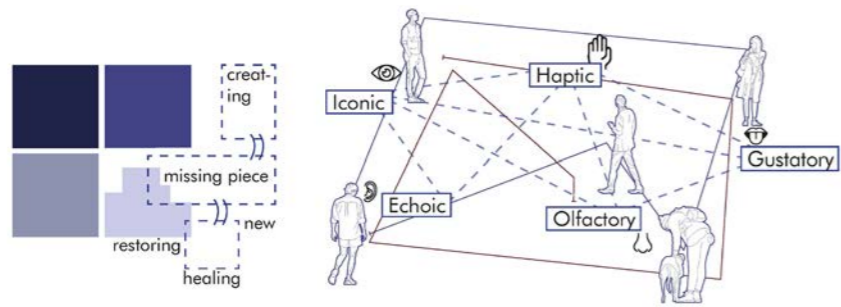 creat-
ing
missing piece
new
restoring
healing
Haptic
Iconic
Gustatory
Echoic
Olfactory